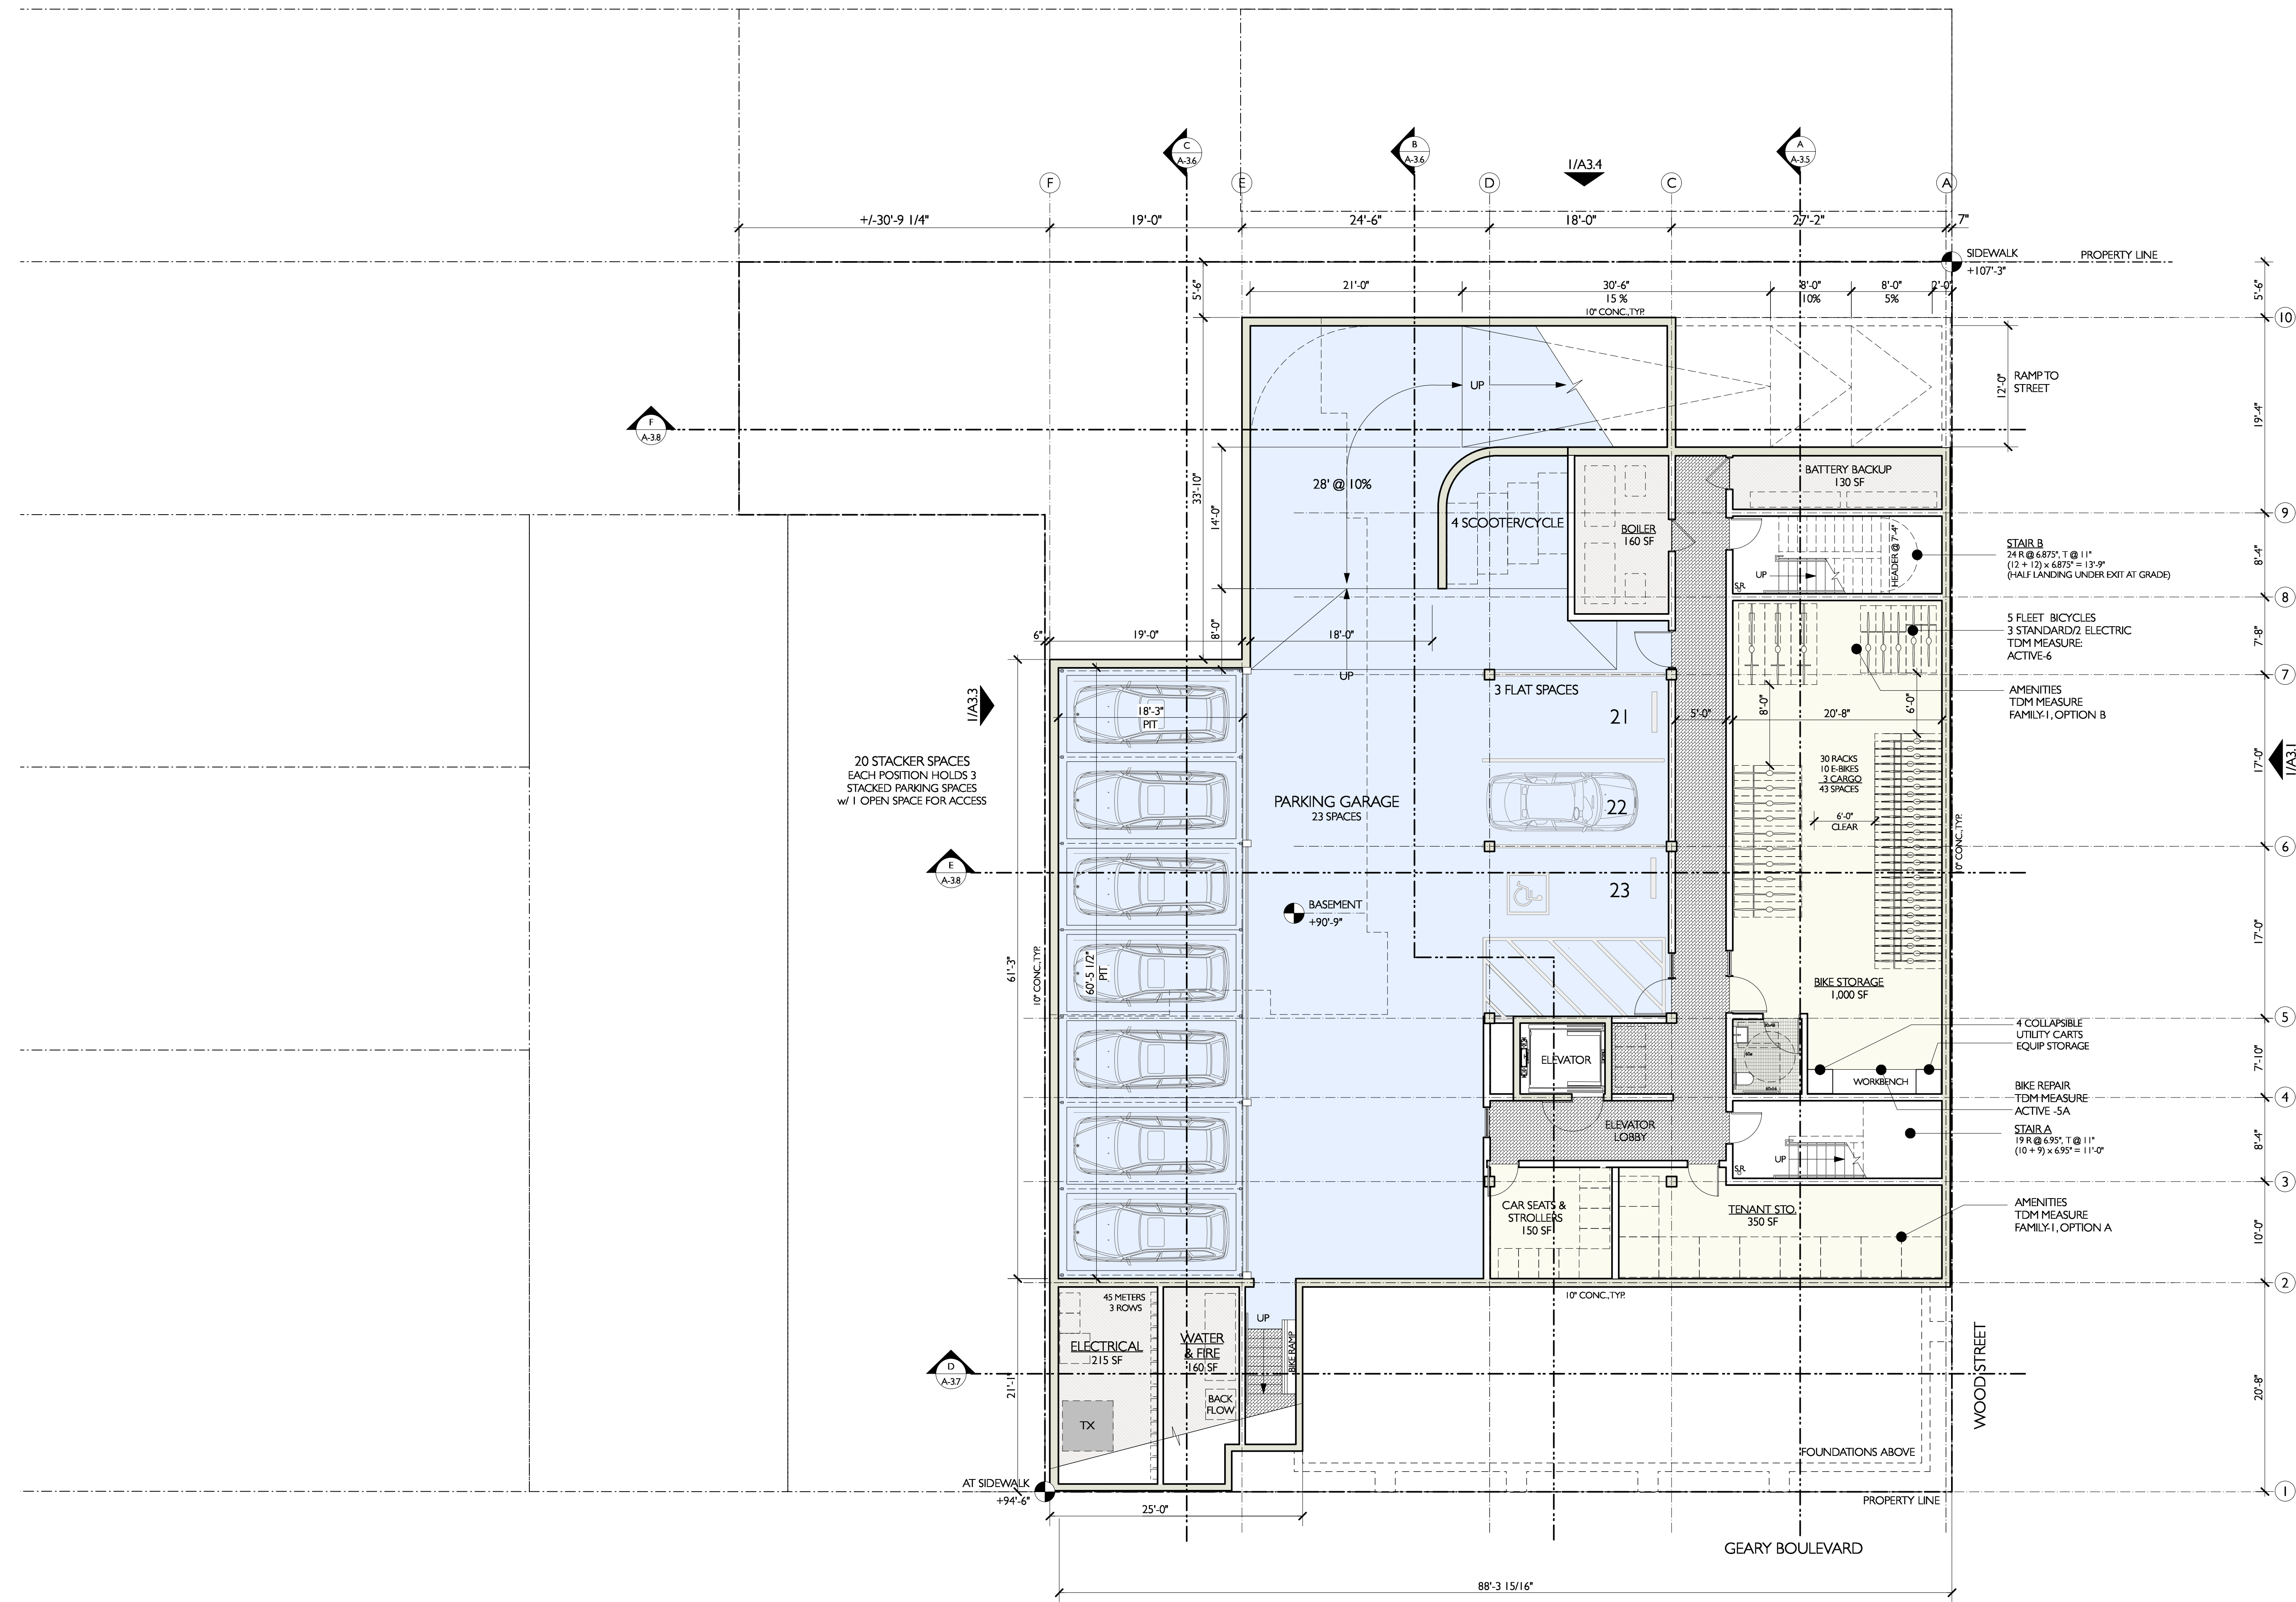 C
A-3.6
B
A-3.6
1/A3.4
A
A-3.5
F
E
D
C
A
+/-30'-9 1/4"
19'-0"
24'-6"
18'-0"
27'-2"
7"
SIDEWALK
+107'-3"
PROPERTY LINE
5'-6"
21'-0"
30'-6"
15 %
10" CONC.,TYP.
8'-0"
10%
8'-0"
5%
2'-0"
5'-6"
10
UP
12'-0"
RAMP TO
STREET
19'-4"
F
A-3.8
33'-10"
14'-0"
28' @ 10%
4 SCOOTER/CYCLE
BOILER
160 SF
BATTERY BACKUP
130 SF
9
HEADER @ 7'-4"
UP
S.R.
STAIR B
24 R @ 6.875", T @ 11"
(12 + 12) x 6.875" = 13'-9"
(HALF LANDING UNDER EXIT AT GRADE)
8'-4"
8
6"
19'-0"
8'-0"
18'-0"
UP
5 FLEET BICYCLES
3 STANDARD/2 ELECTRIC
TDM MEASURE:
ACTIVE-6
7'-8"
7
1/A3.3
18'-3"
PIT
3 FLAT SPACES
21
5'-0"
8'-0"
20'-8"
6'-0"
AMENITIES
TDM MEASURE
FAMILY-1, OPTION B
20 STACKER SPACES
EACH POSITION HOLDS 3
STACKED PARKING SPACES
w/ 1 OPEN SPACE FOR ACCESS
PARKING GARAGE
23 SPACES
22
30 RACKS
10 E-BIKES
3 CARGO
43 SPACES
6'-0"
CLEAR
0" CONC.,TYP.
17'-0"
1/A3.1
6
E
A-3.8
23
BASEMENT
+90'-9"
61'-3"
10" CONC.,TYP.
60'-5 1/2"
PIT
17'-0"
BIKE STORAGE
1,000 SF
5
ELEVATOR
4 COLLAPSIBLE
UTILITY CARTS
EQUIP STORAGE
7'-10"
WORKBENCH
BIKE REPAIR
TDM MEASURE
ACTIVE -5A
4
ELEVATOR
LOBBY
UP
S.R.
STAIR A
19 R @ 6.95", T @ 11"
(10 + 9) x 6.95" = 11'-0"
8'-4"
3
CAR SEATS &
STROLLERS
150 SF
TENANT STO.
350 SF
AMENITIES
TDM MEASURE
FAMILY-1, OPTION A
10'-0"
2
45 METERS
3 ROWS
10" CONC.,TYP.
ELECTRICAL
215 SF
WATER
& FIRE
160 SF
UP
BIKE RAMP
D
A-3.7
21'-1"
BACK
FLOW
TX
WOOD STREET
20'-8"
FOUNDATIONS ABOVE
AT SIDEWALK
+94'-6"
PROPERTY LINE
1
25'-0"
GEARY BOULEVARD
88'-3 15/16"